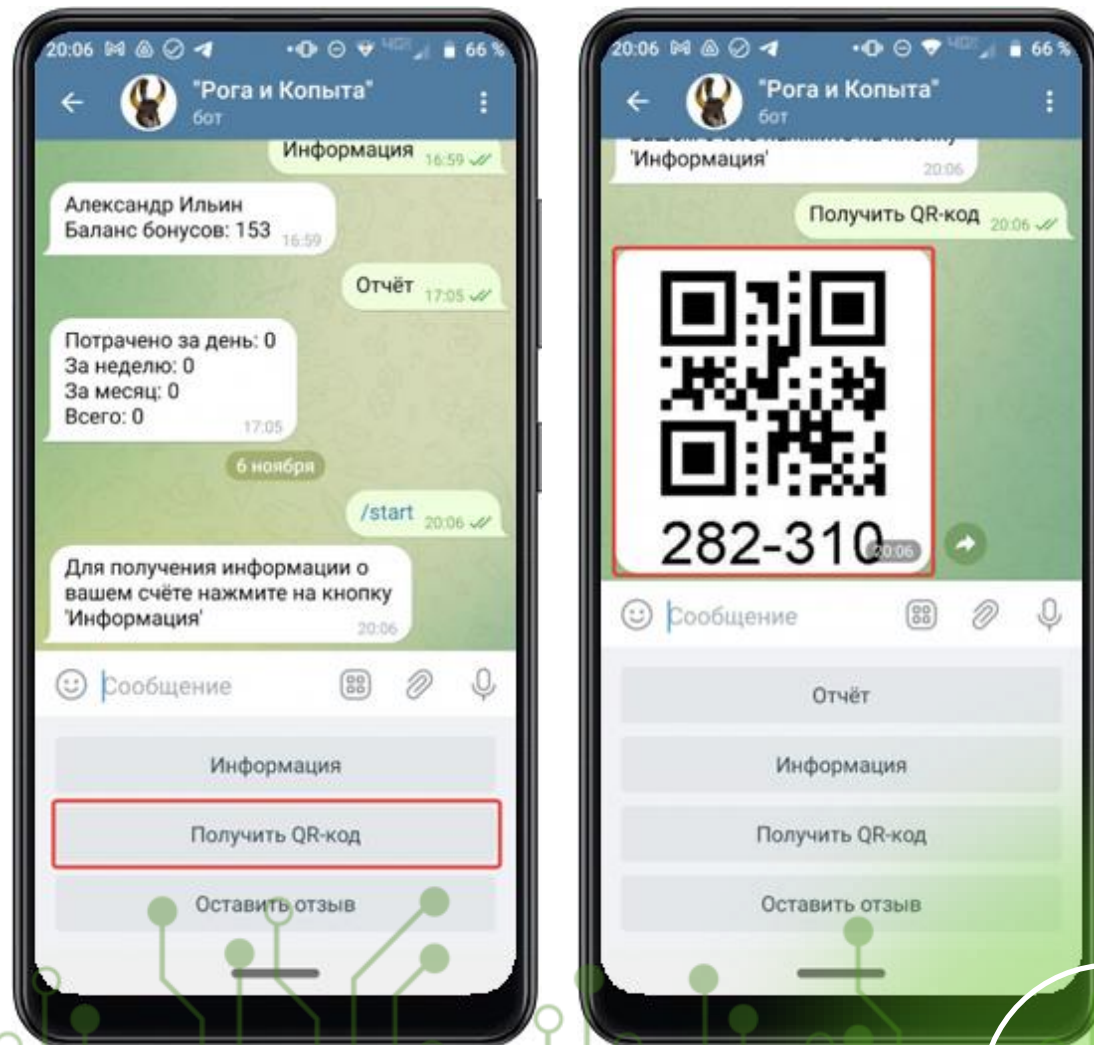 20:06
66 %
"Рога и Копыта"
бот
Информация 16:59
Александр Ильин
Баланс бонусов: 153 16:59
Отчёт 17:05
Потрачено за день: 0
За неделю: 0
За месяц: 0
Всего: 0
17:05
6 ноября
/start 20:06
Для получения информации о
вашем счёте нажмите на кнопку
'Информация'
20:06
Сообщение
Информация
Получить QR-код
Оставить отзыв
20:06
66 %
"Рога и Копыта"
бот
'Информация'
20:06
Получить QR-код 20:06
282-310
20:06
Сообщение
Отчёт
Информация
Получить QR-код
Оставить отзыв